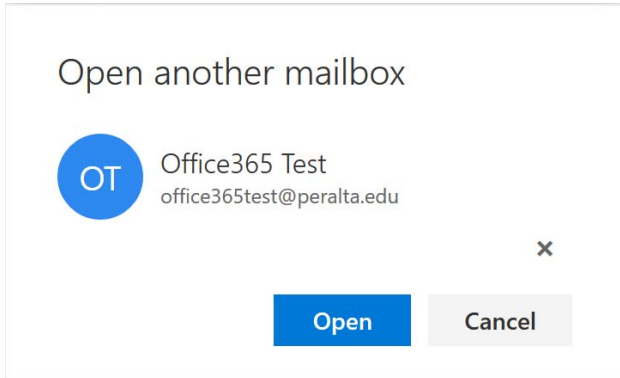 Open another mailbox
OT
Office365 Test
office365test@peralta.edu
×
Open
Cancel